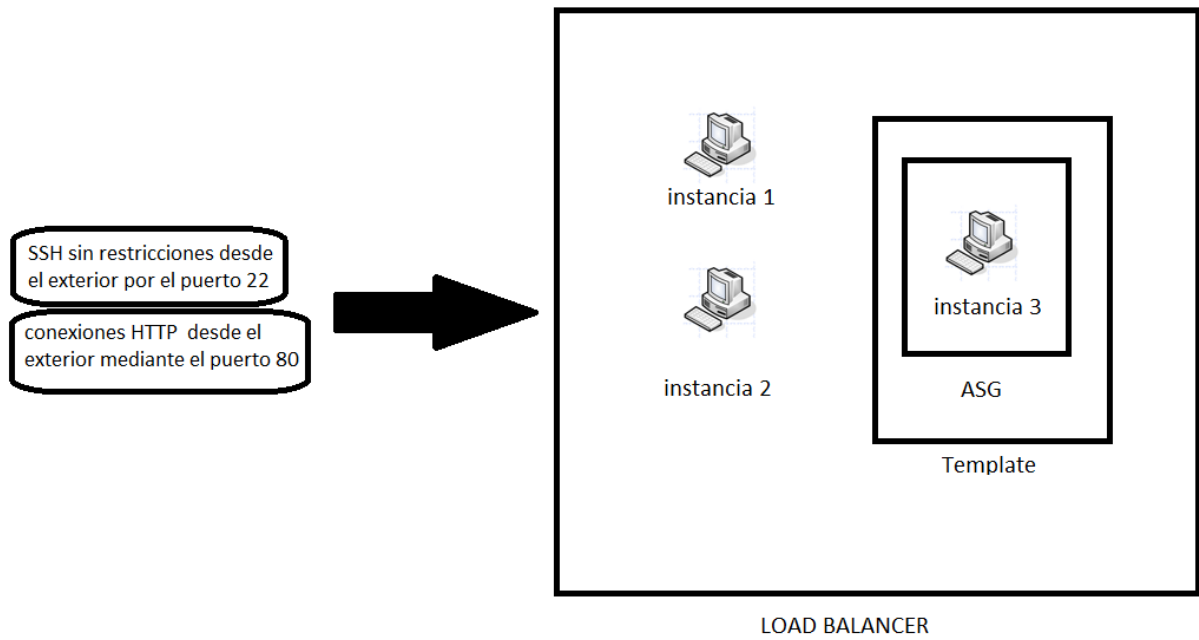 SSH sin restricciones desde
el exterior por el puerto 22
conexiones HTTP desde el
exterior mediante el puerto 80
instancia 1
instancia 2
instancia 3
ASG
Template
LOAD BALANCER